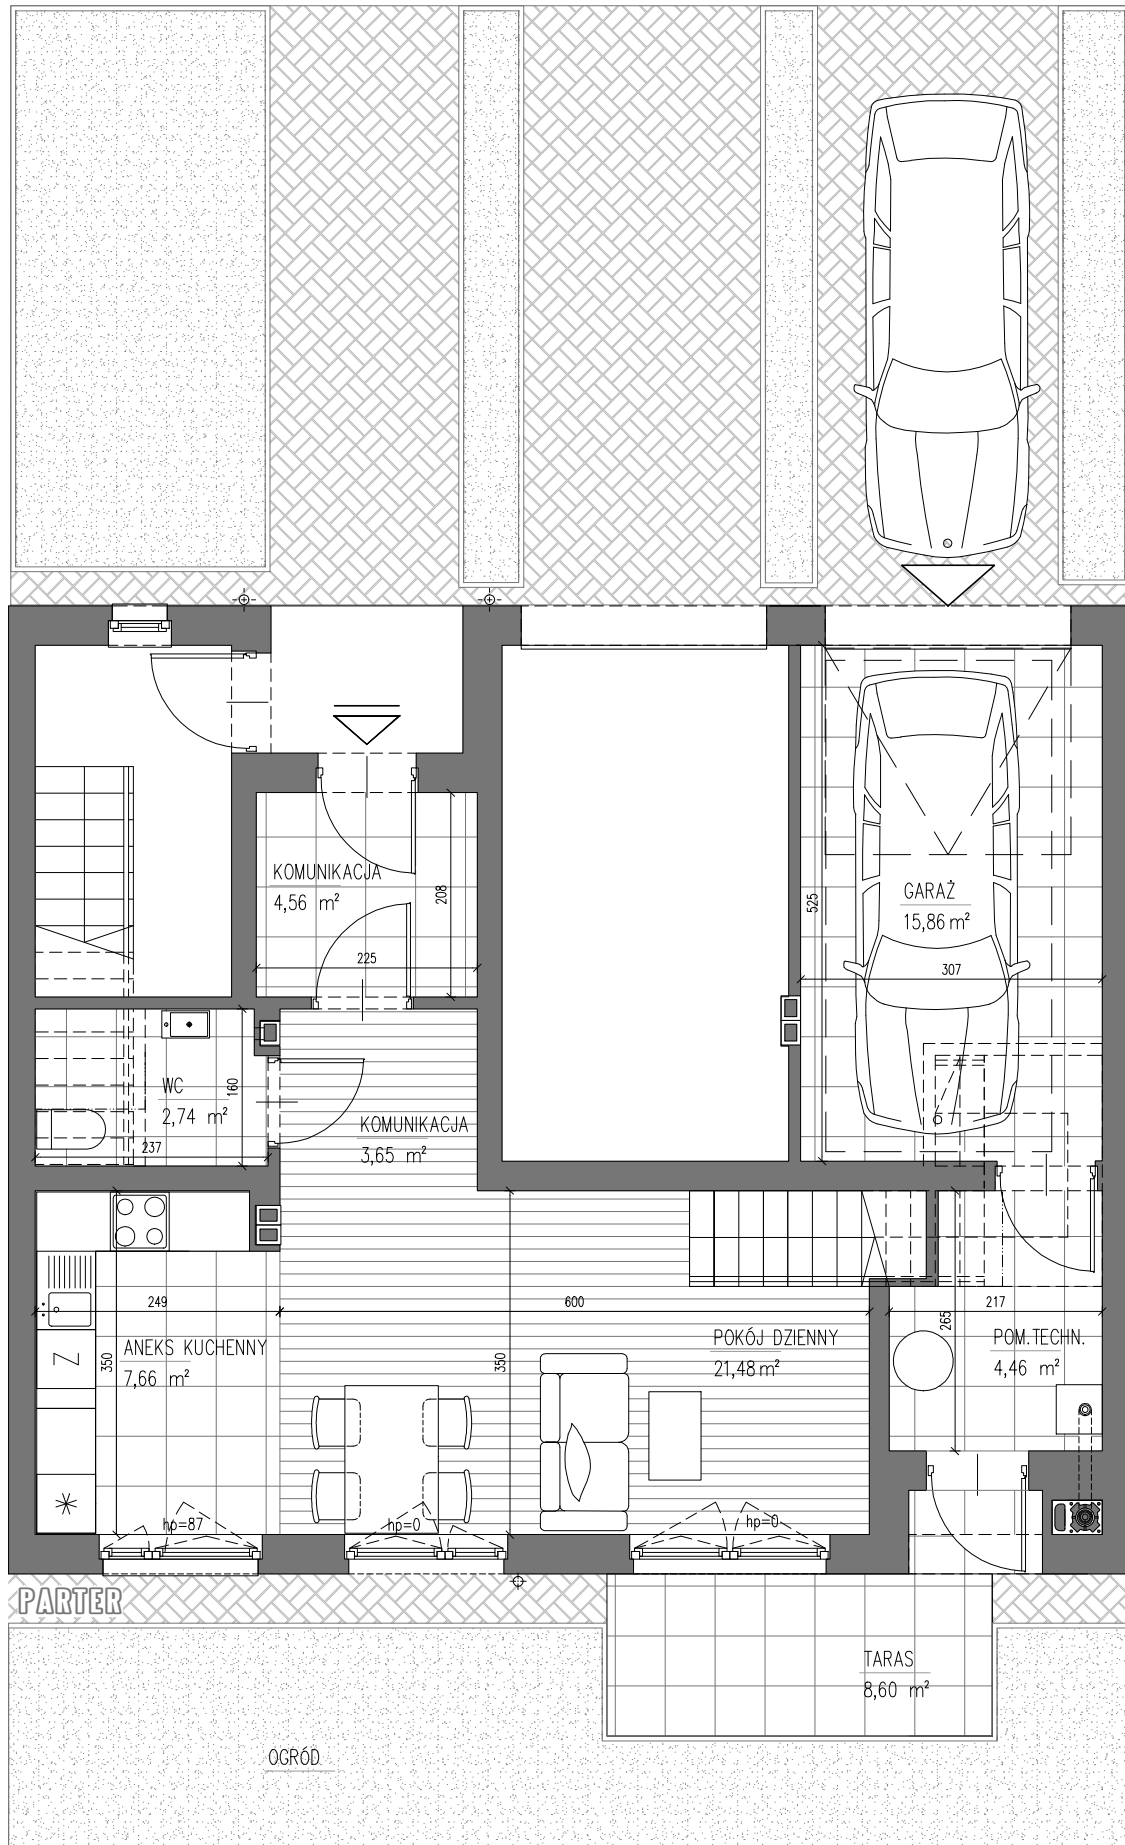 KOMUNIKACJA
4,56 m²
208
225
GARAŻ
15,86 m²
525
307
WC
2,74 m²
160
237
KOMUNIKACJA
3,65 m²
249
600
217
265
ANEKS KUCHENNY
7,66 m²
350
350
POKÓJ DZIENNY
21,48 m²
POM.TECHN.
4,46 m²
Z
hp=87
hp=0
hp=0
PARTER
TARAS
8,60 m²
OGRÓD